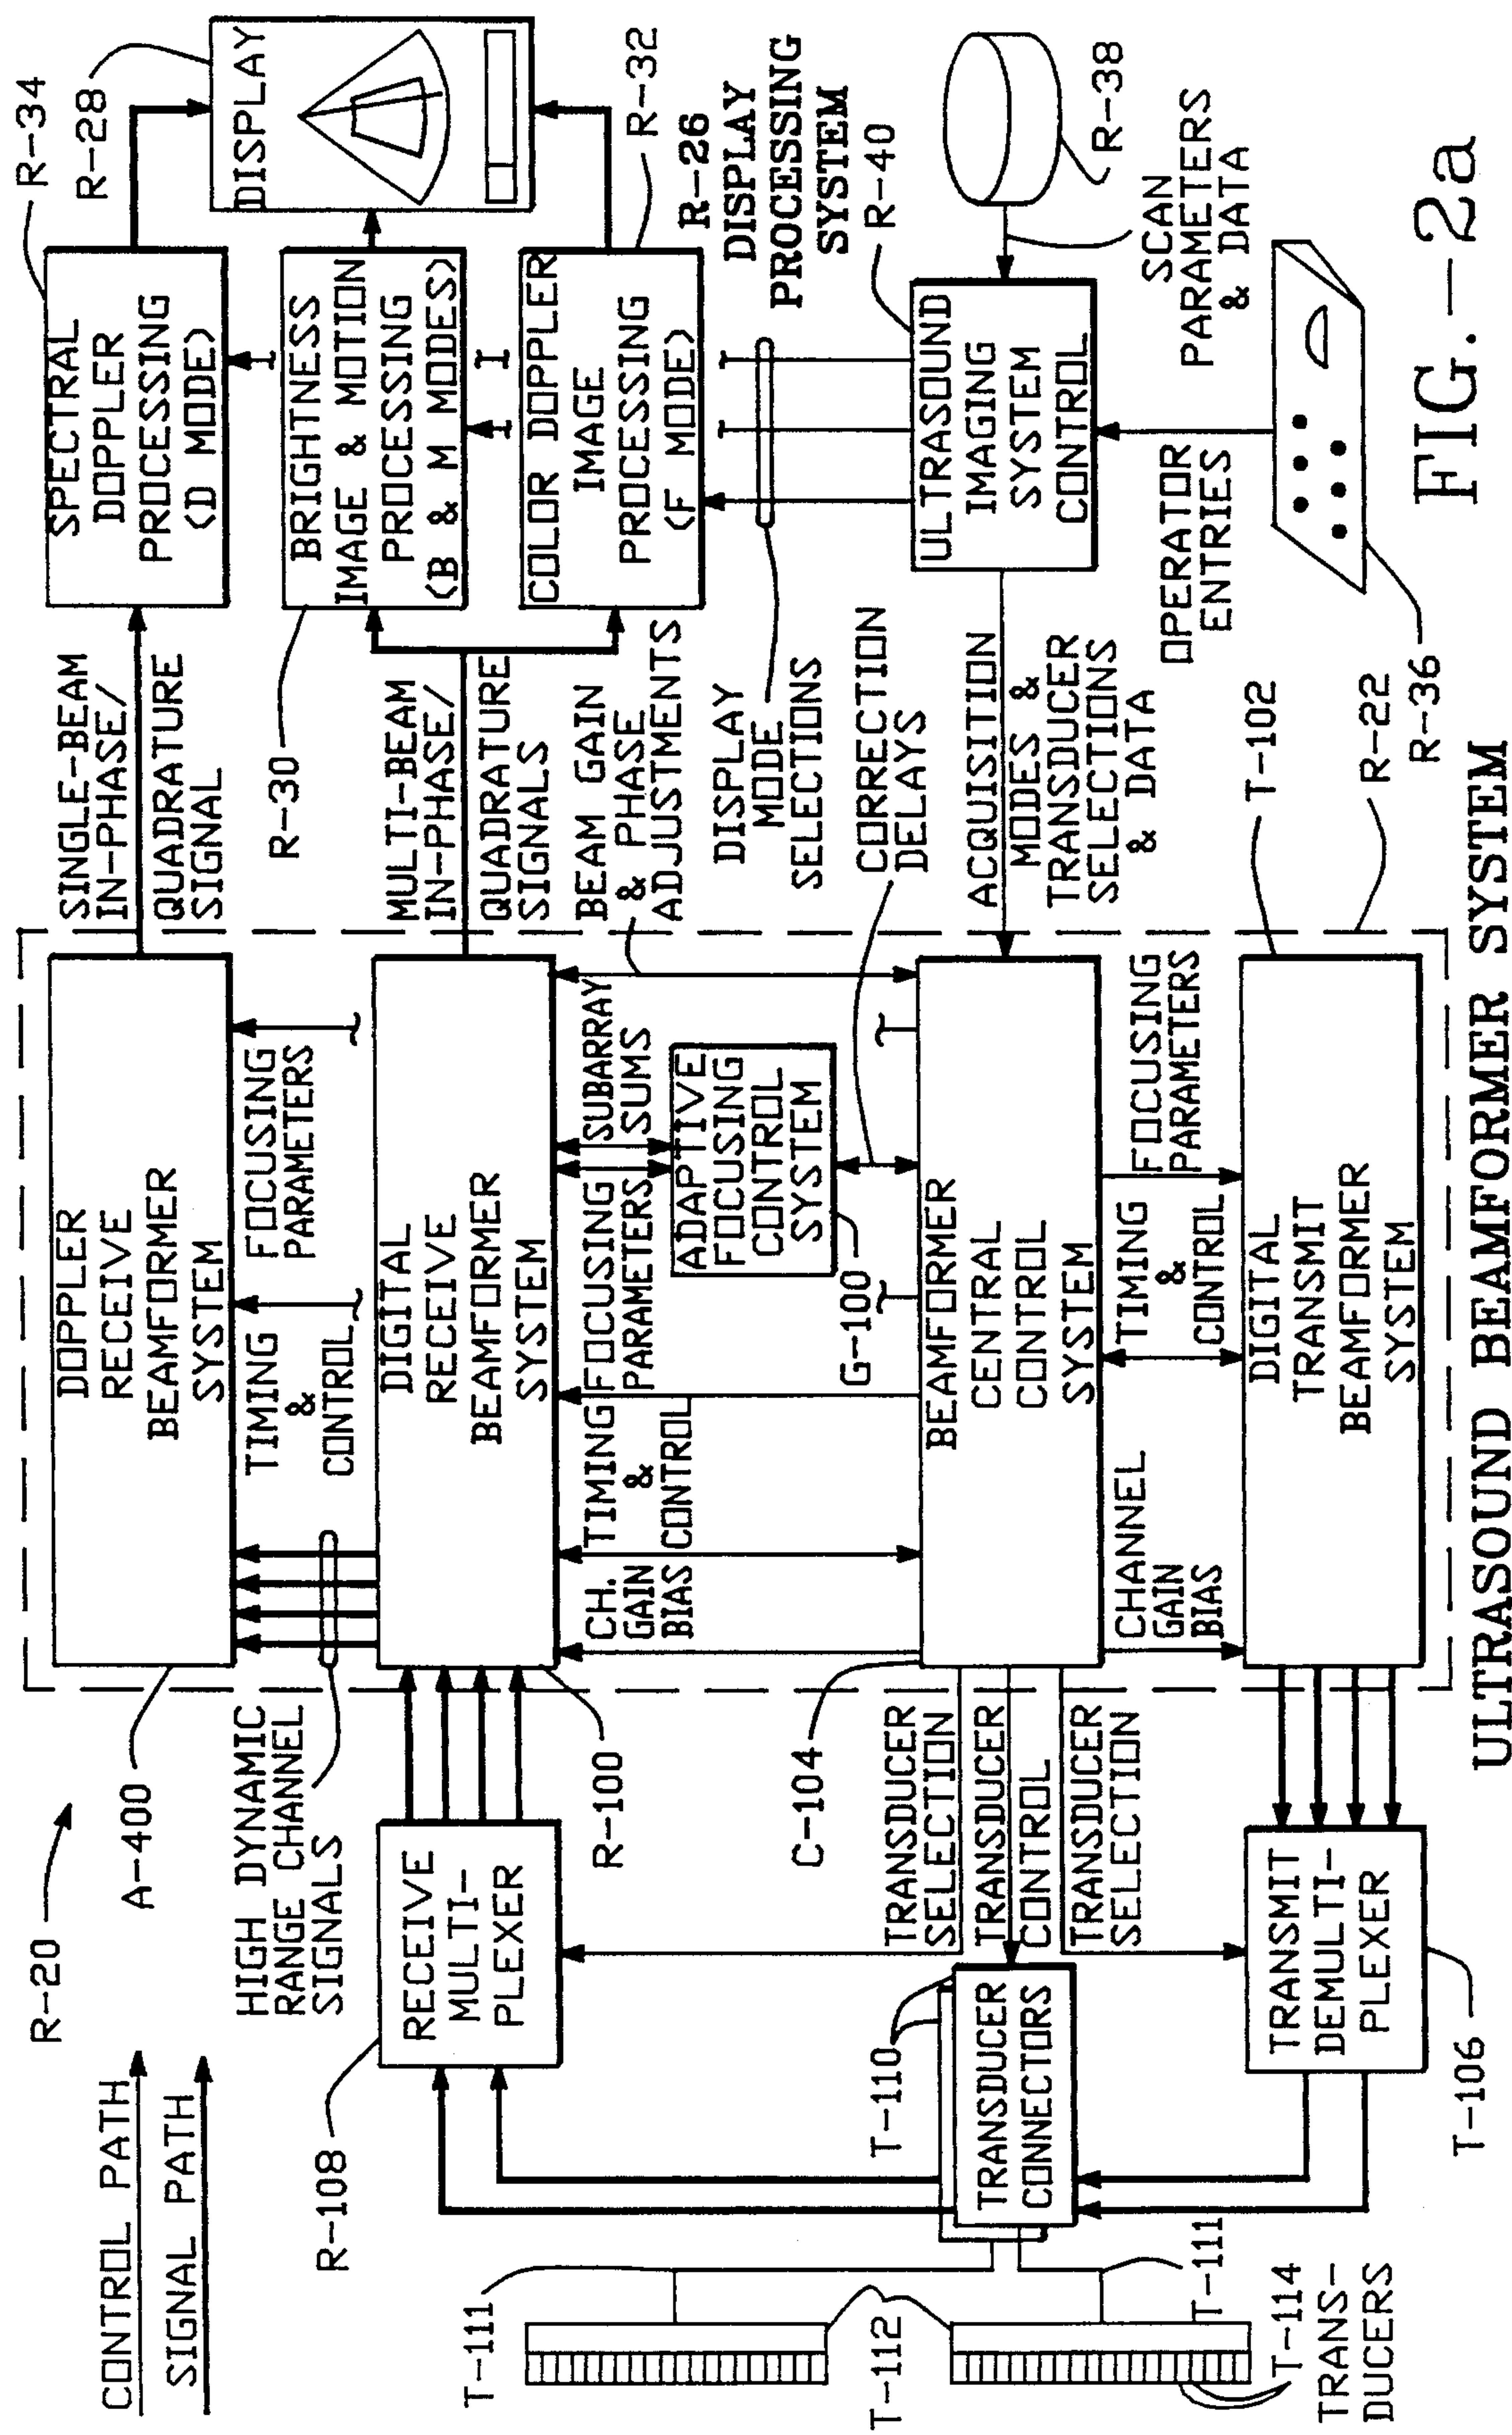 CONTROL PATH
SIGNAL PATH
R-20
A-400
DOPPLER
RECEIVE
BEAMFORMER
SYSTEM
SINGLE-BEAM
IN-PHASE/
QUADRATURE
SIGNAL
SPECTRAL
DOPPLER
PROCESSING
(D MODE)
R-34
R-28
DISPLAY
HIGH DYNAMIC
RANGE CHANNEL
SIGNALS
TIMING
&
CONTROL
FOCUSING
PARAMETERS
R-108
RECEIVE
MULTI-
PLEXER
R-100
DIGITAL
RECEIVE
BEAMFORMER
SYSTEM
MULTI-BEAM
IN-PHASE/
QUADRATURE
SIGNALS
R-30
BRIGHTNESS
IMAGE & MOTION
PROCESSING
(B & M MODES)
COLOR DOPPLER
IMAGE
PROCESSING
(F MODE)
R-32
R-26
DISPLAY
PROCESSING
SYSTEM
CH.
GAIN
BIAS
TIMING
&
CONTROL
FOCUSING
PARAMETERS
SUBARRAY
SUMS
BEAM GAIN
& PHASE
ADJUSTMENTS
ADAPTIVE
FOCUSING
CONTROL
SYSTEM
G-100
DISPLAY
MODE
SELECTIONS
CORRECTION
DELAYS
R-40
T-111
T-112
T-110
TRANSDUCER
CONNECTORS
C-104
TRANSDUCER
SELECTION
TRANSDUCER
CONTROL
TRANSDUCER
SELECTION
BEAMFORMER
CENTRAL
CONTROL
SYSTEM
ACQUISITION
MODES &
TRANSDUCER
SELECTIONS
& DATA
ULTRASOUND
IMAGING
SYSTEM
CONTROL
R-38
SCAN
PARAMETERS
& DATA
OPERATOR
ENTRIES
CHANNEL
GAIN
BIAS
TIMING
&
CONTROL
FOCUSING
PARAMETERS
T-111
T-114
TRANS-
DUCERS
TRANSMIT
DEMULTI-
PLEXER
T-106
DIGITAL
TRANSMIT
BEAMFORMER
SYSTEM
T-102
R-22
R-36
ULTRASOUND BEAMFORMER SYSTEM
FIG.-2a